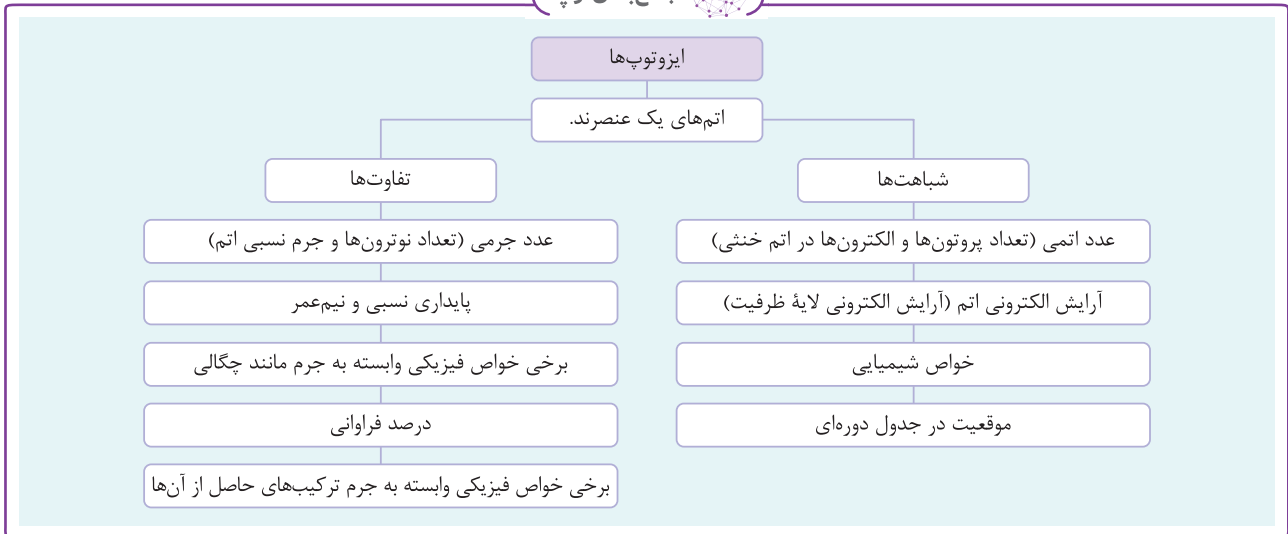 ایزوتوپ‌ها
اتم‌های یک عنصرند.
شباهت‌ها
عدد اتمی (تعداد پروتون‌ها و الکترون‌ها در اتم خنثی)
آرایش الکترونی اتم (آرایش الکترونی لایهٔ ظرفیت)
خواص شیمیایی
موقعیت در جدول دوره‌ای
تفاوت‌ها
عدد جرمی (تعداد نوترون‌ها و جرم نسبی اتم)
پایداری نسبی و نیم‌عمر
برخی خواص فیزیکی وابسته به جرم مانند چگالی
درصد فراوانی
برخی خواص فیزیکی وابسته به جرم ترکیب‌های حاصل از آن‌ها